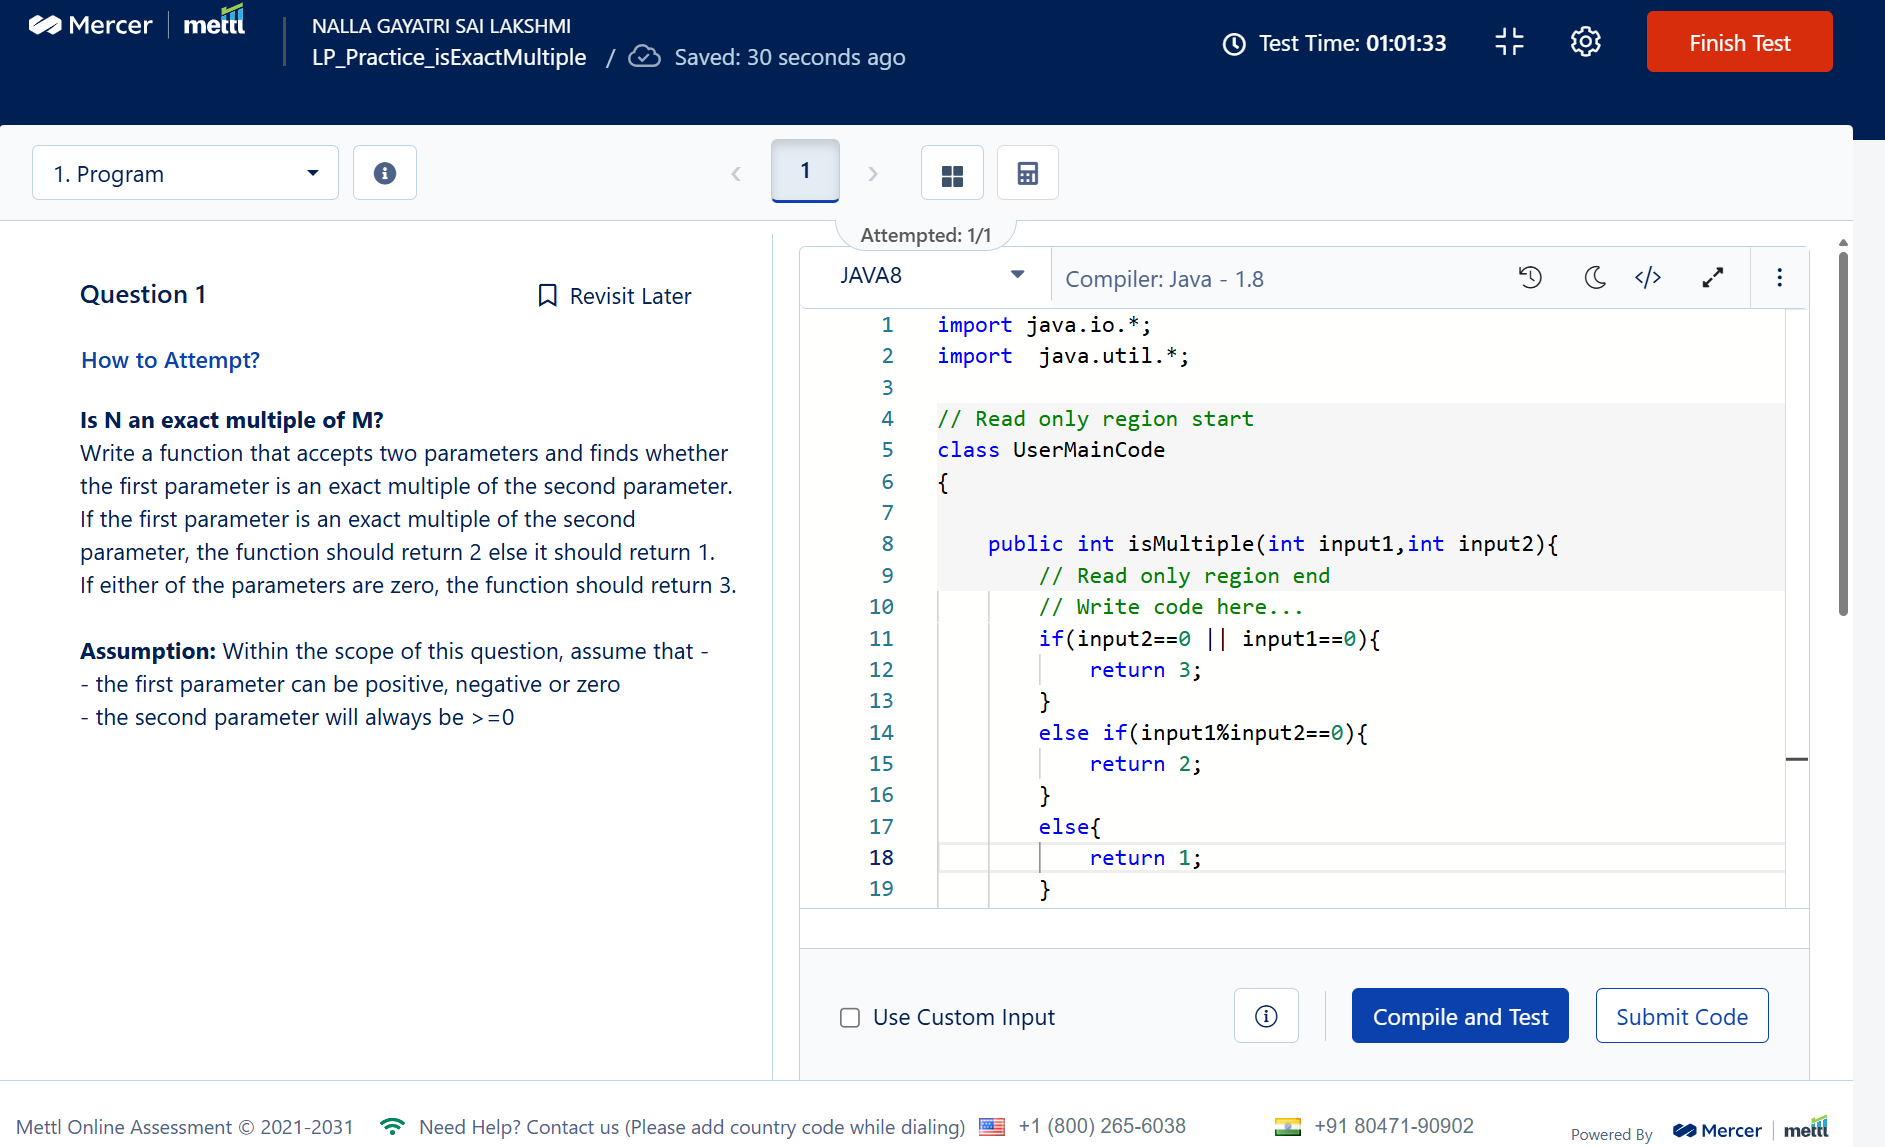 Mercer mettl
NALLA GAYATRI SAI LAKSHMI
LP_Practice_isExactMultiple / Saved: 30 seconds ago
Test Time: 01:01:33
Finish Test
1. Program
1
Attempted: 1/1
Question 1
Revisit Later
How to Attempt?
Is N an exact multiple of M?
Write a function that accepts two parameters and finds whether
the first parameter is an exact multiple of the second parameter.
If the first parameter is an exact multiple of the second
parameter, the function should return 2 else it should return 1.
If either of the parameters are zero, the function should return 3.
Assumption: Within the scope of this question, assume that -
- the first parameter can be positive, negative or zero
- the second parameter will always be >=0
JAVA8
Compiler: Java - 1.8
1 import java.io.*;
2 import  java.util.*;
3
4 // Read only region start
5 class UserMainCode
6 {
7
8     public int isMultiple(int input1,int input2){
9         // Read only region end
10         // Write code here...
11         if(input2==0 || input1==0){
12             return 3;
13         }
14         else if(input1%input2==0){
15             return 2;
16         }
17         else{
18             return 1;
19         }
Use Custom Input
Compile and Test
Submit Code
Mettl Online Assessment © 2021-2031
Need Help? Contact us (Please add country code while dialing)
+1 (800) 265-6038
+91 80471-90902
Powered By
Mercer mettl